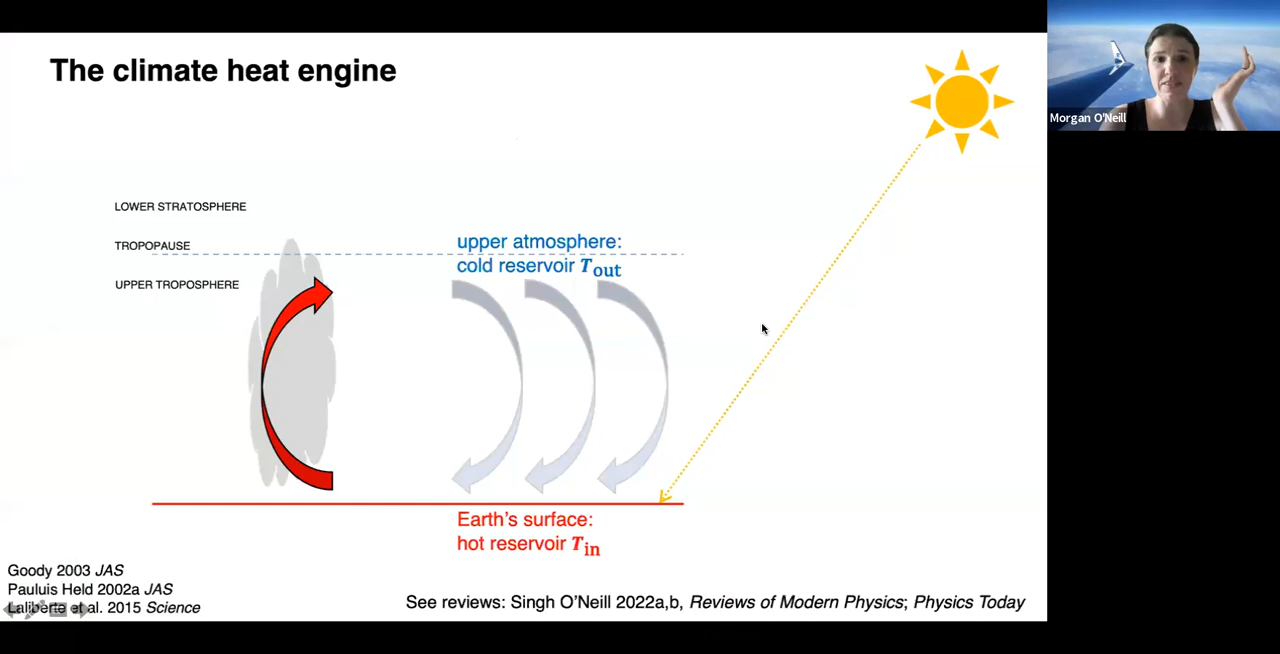 The climate heat engine
Morgan O'Neill
LOWER STRATOSPHERE
TROPOPAUSE
UPPER TROPOSPHERE
upper atmosphere:
cold reservoir Tout
Earth's surface:
hot reservoir Tin
Goody 2003 JAS
Pauluis Held 2002a JAS
Laliberte et al. 2015 Science
See reviews: Singh O'Neill 2022a,b, Reviews of Modern Physics; Physics Today